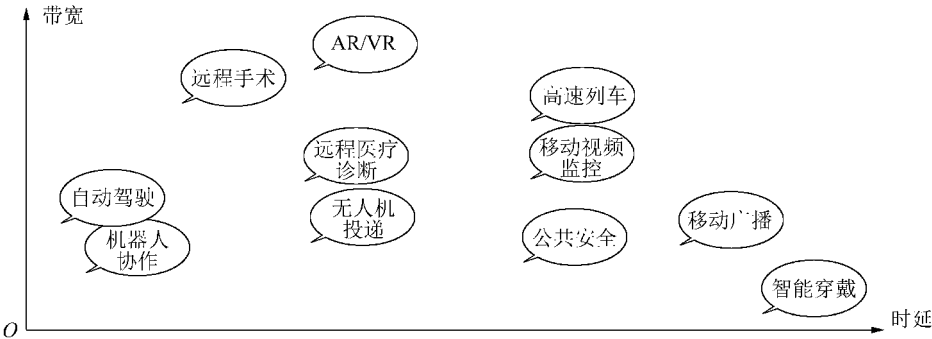 带宽
AR/VR
远程手术
高速列车
远程医疗
诊断
移动视频
监控
自动驾驶
无人机
投递
移动广播
公共安全
机器人
协作
智能穿戴
时延
O